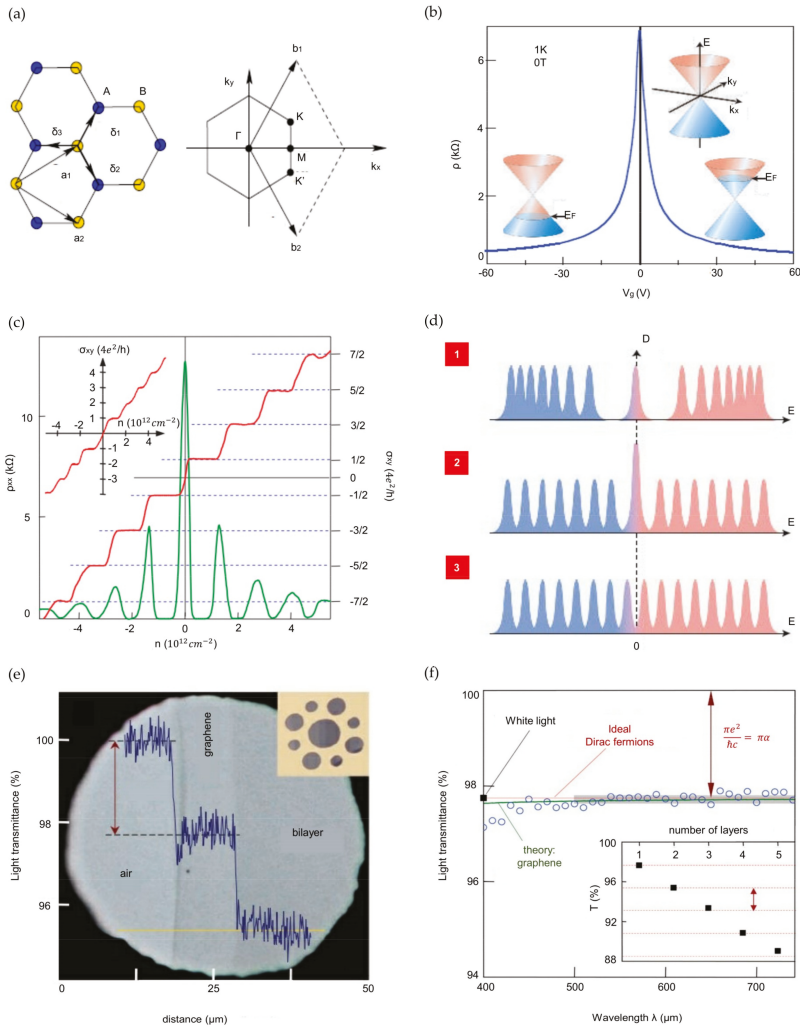 (a)
A
B
δ3
δ1
δ2
a1
a2
b1
ky
K
Γ
M
kx
K'
b2
(b)
1K
0T
E
ky
kx
EF
EF
ρ (kΩ)
6
4
2
0
-60
-30
0
30
60
Vg (V)
(c)
σxy (4e²/h)
4
3
2
1
-4
-2
2
4
n (10¹²cm⁻²)
-1
-2
-3
ρxx (kΩ)
10
5
0
7/2
5/2
3/2
1/2
0
-1/2
-3/2
-5/2
-7/2
σxy (4e²/h)
-4
-2
0
2
4
n (10¹²cm⁻²)
(d)
D
1
E
2
E
3
E
0
(e)
Light transmittance (%)
100
98
96
95
graphene
bilayer
air
0
25
50
distance (µm)
(f)
Light transmittance (%)
100
98
96
94
White light
Ideal
Dirac fermions
πe²/ħc = πα
theory:
graphene
number of layers
1 2 3 4 5
T (%)
100
96
92
88
400
500
600
700
Wavelength λ (µm)